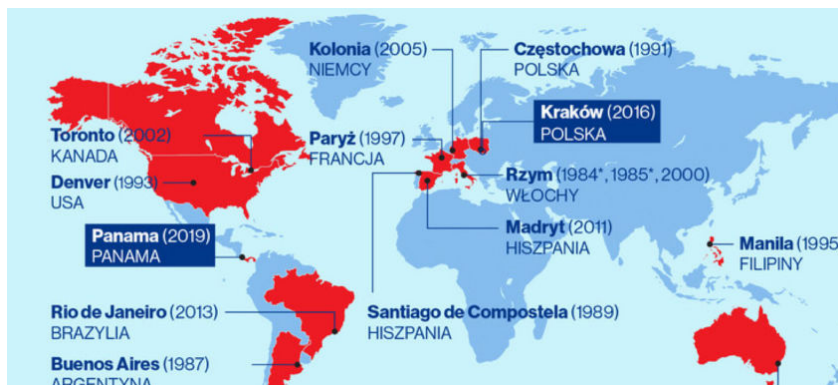 Kolonia (2005)
NIEMCY
Częstochowa (1991)
POLSKA
Kraków (2016)
POLSKA
Toronto (2002)
KANADA
Paryż (1997)
FRANCJA
Denver (1993)
USA
Rzym (1984*, 1985*, 2000)
WŁOCHY
Panama (2019)
PANAMA
Madryt (2011)
HISZPANIA
Manila (1995
FILIPINY
Rio de Janeiro (2013)
BRAZYLIA
Santiago de Compostela (1989)
HISZPANIA
Buenos Aires (1987)
ARGENTYNA